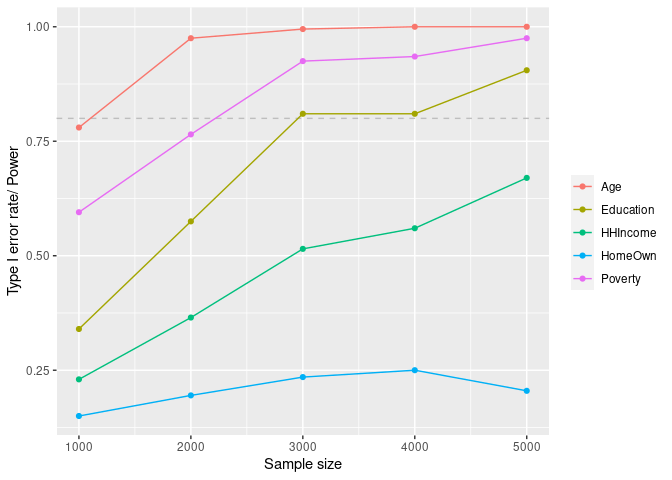 Type I error rate/ Power
1.00
0.75
0.50
0.25
1000 2000 3000 4000 5000
Sample size
Age
Education
HHIncome
HomeOwn
Poverty